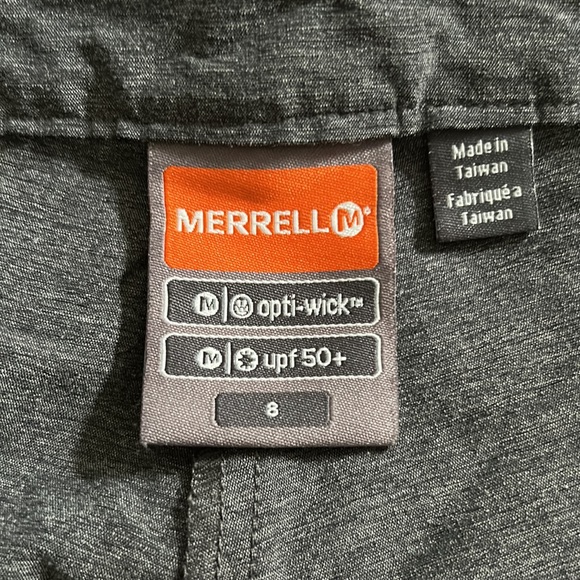 MERRELL M®
M opti-wick™
M upf 50+
8
Made in
Taiwan
Fabriqué a
Taiwan